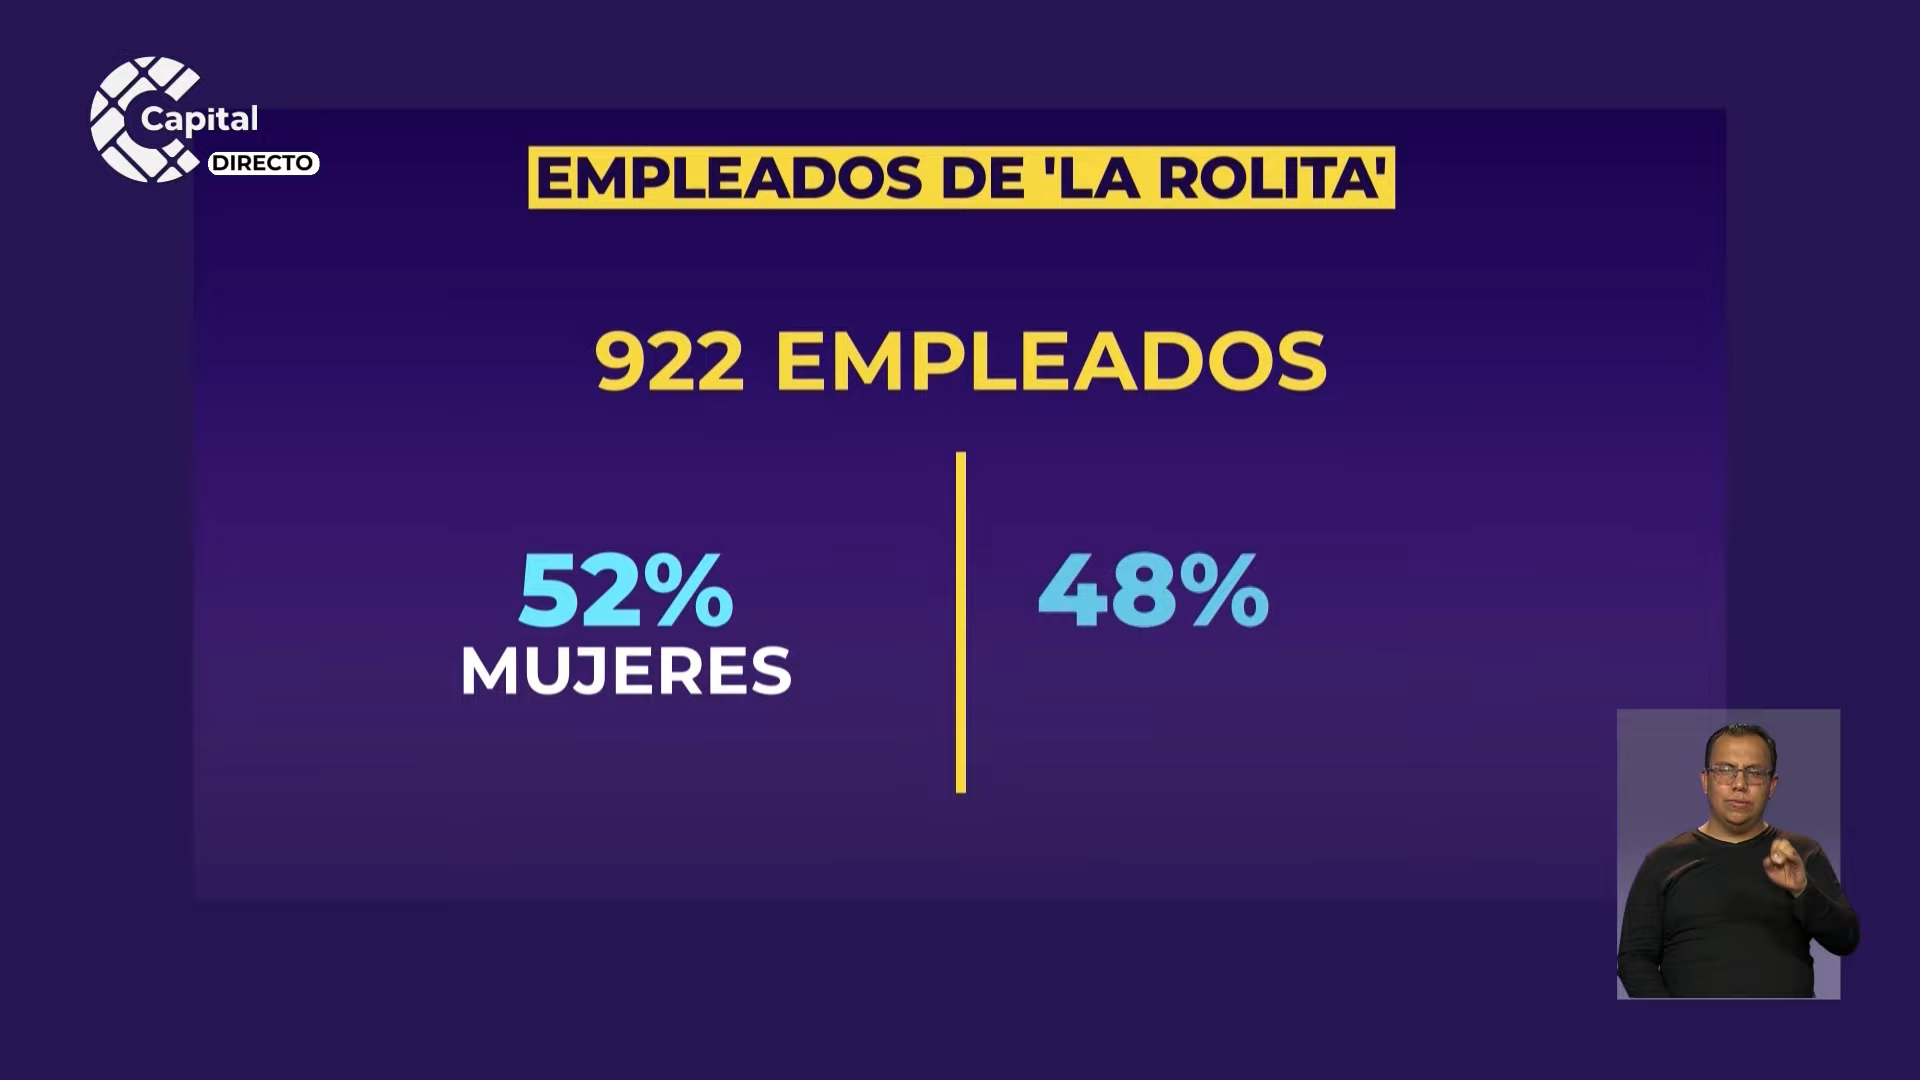 Capital
DIRECTO
EMPLEADOS DE 'LA ROLITA'
922 EMPLEADOS
52%
MUJERES
48%